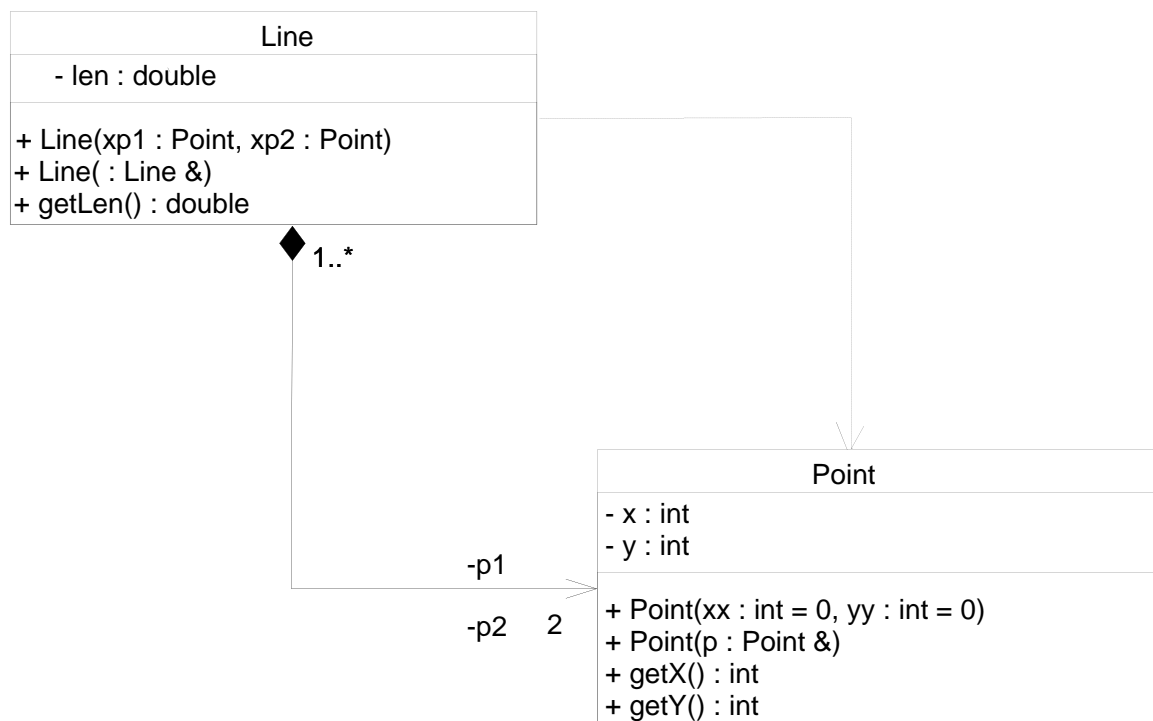 Line
- len : double
+ Line(xp1 : Point, xp2 : Point)
+ Line( : Line &)
+ getLen() : double
1..*
-p1
-p2 2
Point
- x : int
- y : int
+ Point(xx : int = 0, yy : int = 0)
+ Point(p : Point &)
+ getX() : int
+ getY() : int